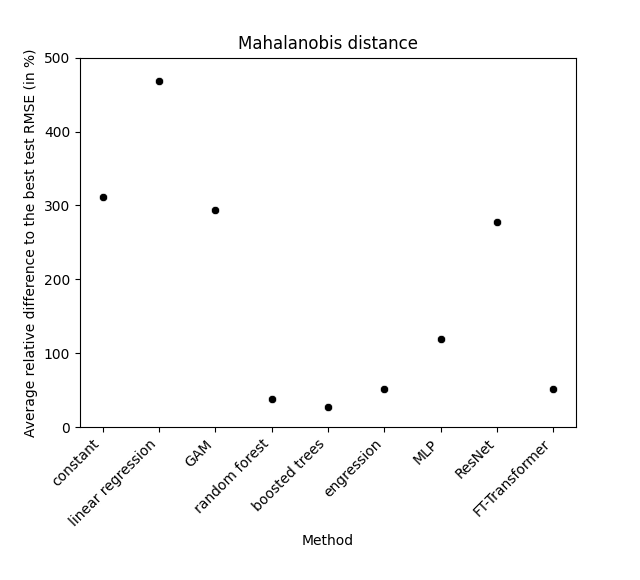 Mahalanobis distance
Average relative difference to the best test RMSE (in %)
500
400
300
200
100
0
constant
linear regression
GAM
random forest
boosted trees
engression
MLP
ResNet
FT-Transformer
Method